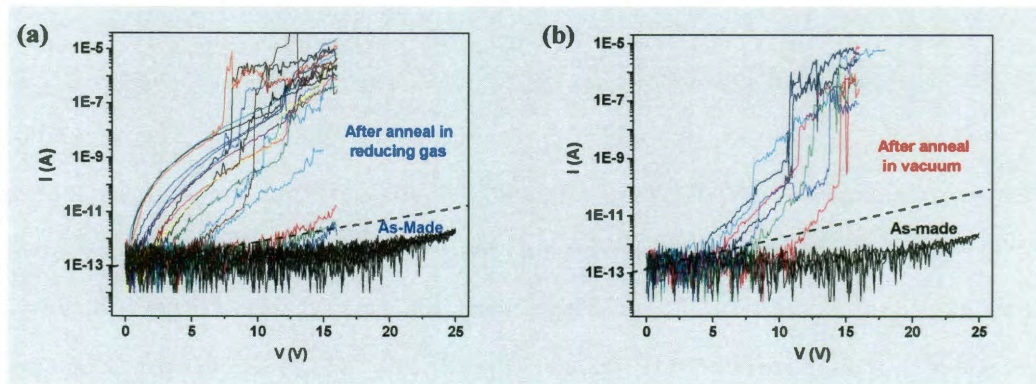 (a)
1E-5
1E-7
1E-9
1E-11
1E-13
I (A)
After anneal in
reducing gas
As-Made
0
5
10
15
20
25
V (V)
(b)
1E-5
1E-7
1E-9
1E-11
1E-13
I (A)
After anneal
in vacuum
As-made
0
5
10
15
20
25
V (V)